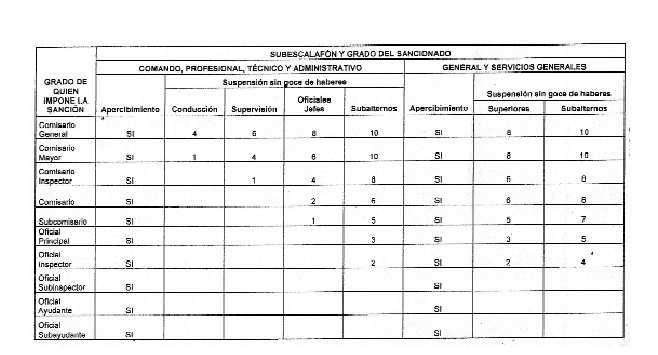 SUBESCALAFÓN Y GRADO DEL SANCIONADO
GRADO DE QUIEN IMPONE LA SANCIÓN
COMANDO, PROFESIONAL, TÉCNICO Y ADMINISTRATIVO GENERAL Y SERVICIOS GENERALES
Suspensión sin goce de haberes Suspensión sin goce de haberes
Apercibimiento Conducción Supervisión Oficiales Jefes Subalternos Apercibimiento Superiores Subalternos
Comisario General SI 4 6 8 10 SI 8 10
Comisario Mayor SI 1 4 6 10 SI 8 10
Comisario Inspector SI 1 4 8 SI 6 8
Comisario SI 2 6 SI 6 8
Subcomisario SI 1 5 SI 5 7
Oficial Principal SI 3 SI 3 5
Oficial Inspector SI 2 SI 2 4
Oficial Subinspector SI SI
Oficial Ayudante SI SI
Oficial Subayudante SI SI